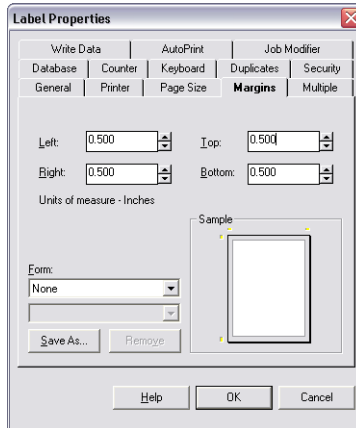 Label Properties
Write Data AutoPrint Job Modifier
Database Counter Keyboard Duplicates Security
General Printer Page Size Margins Multiple
Left: 0.500 Top: 0.500
Right: 0.500 Bottom: 0.500
Units of measure - Inches
Sample
Form:
None
Save As... Remove
Help OK Cancel